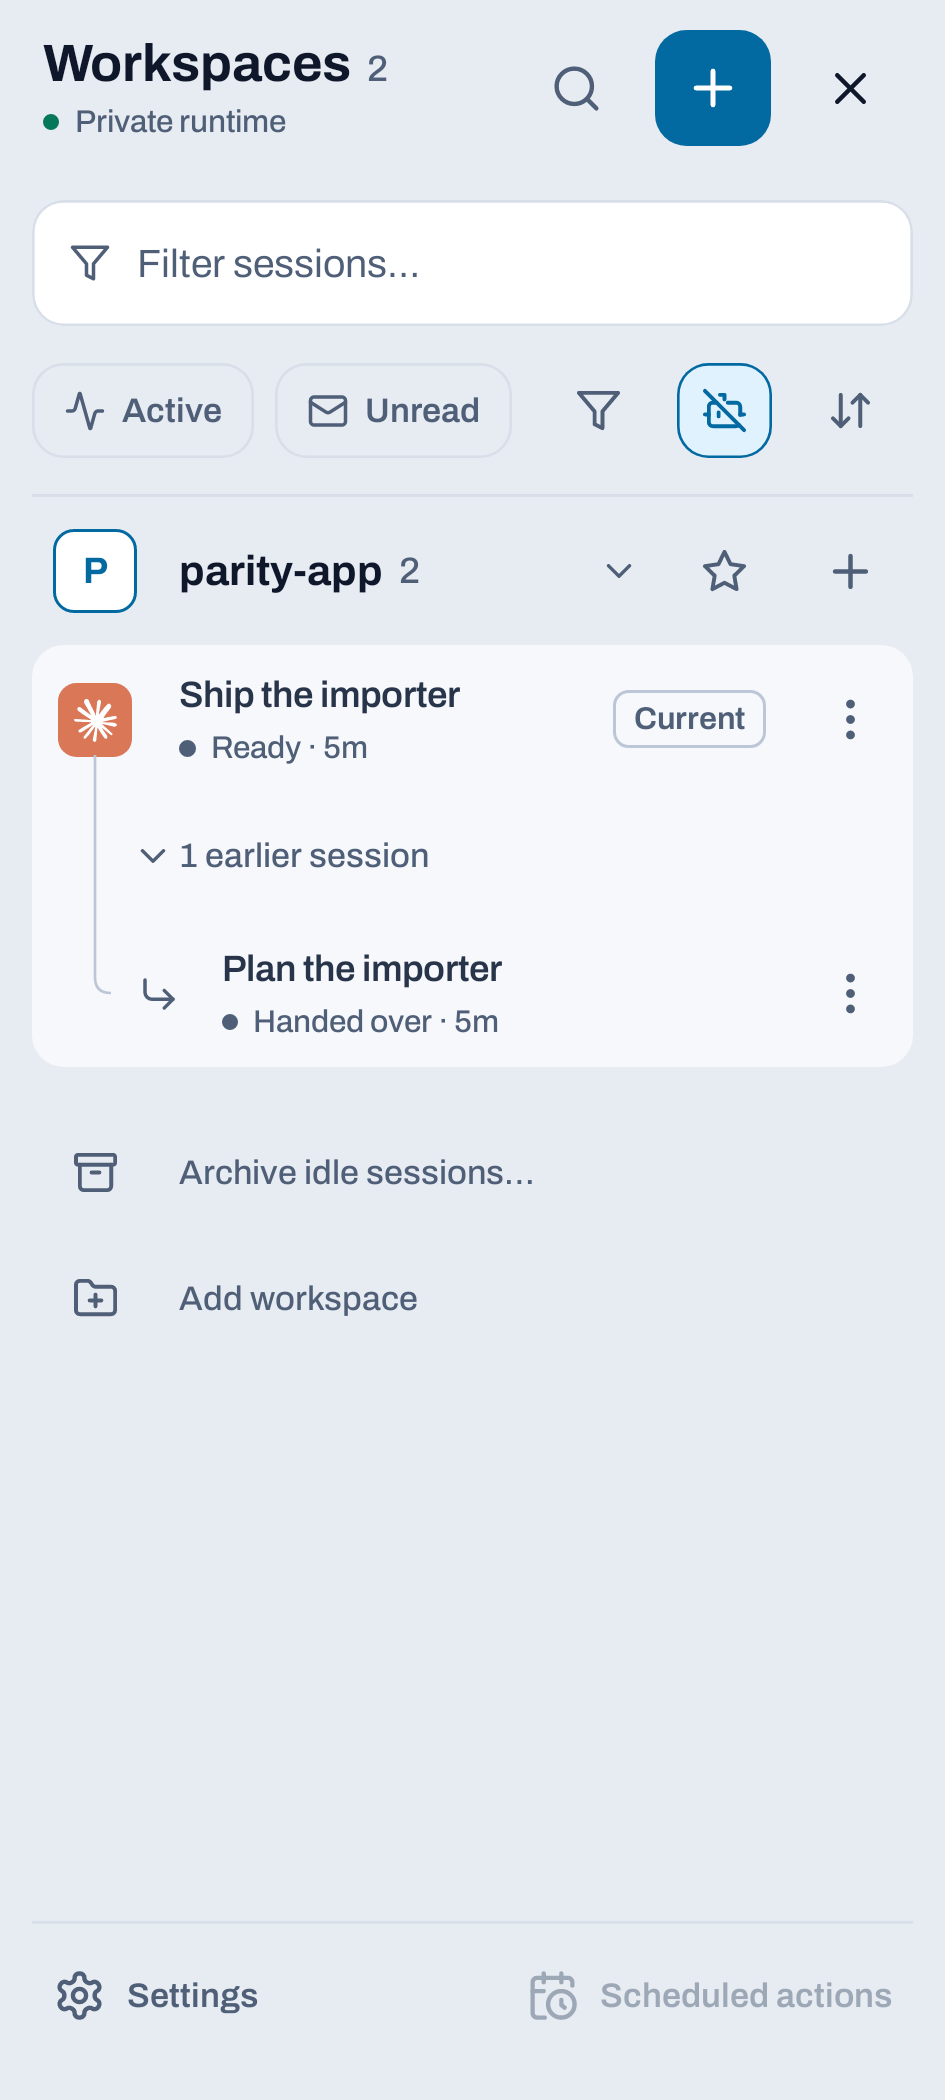 Workspaces 2
Private runtime
Filter sessions...
Active
Unread
P
parity-app 2
Ship the importer
Ready · 5m
Current
1 earlier session
Plan the importer
Handed over · 5m
Archive idle sessions...
Add workspace
Settings
Scheduled actions